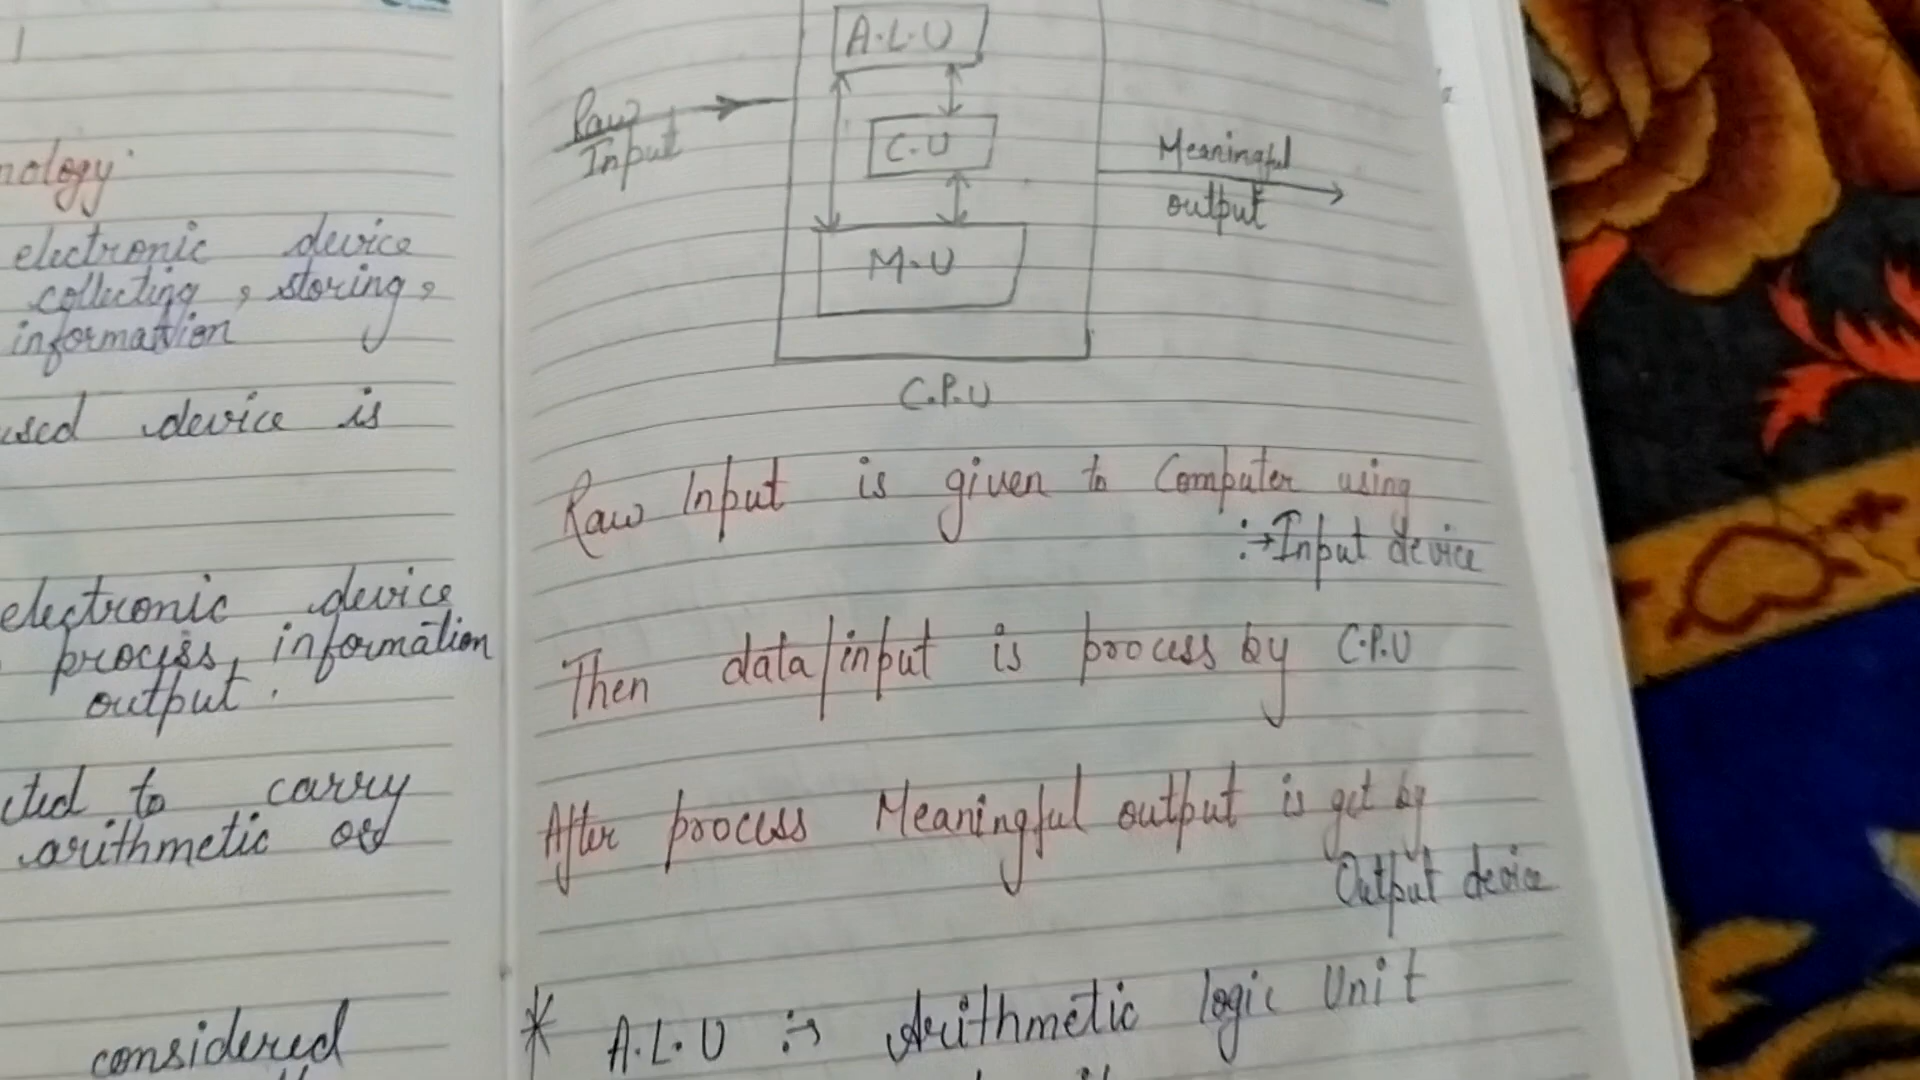 nology
electronic device
collecting, storing,
information
used device is
electronic device
process, information
output.
cted to carry
arithmetic or
considered
A.L.U
Raw
Input
C.U
Meaningful
output
M.U
C.P.U
Raw Input is given to Computer using
:→Input device
Then data/input is process by C.P.U
After process Meaningful output is get by
Output device
* A.L.U :→ Arithmetic logic Unit